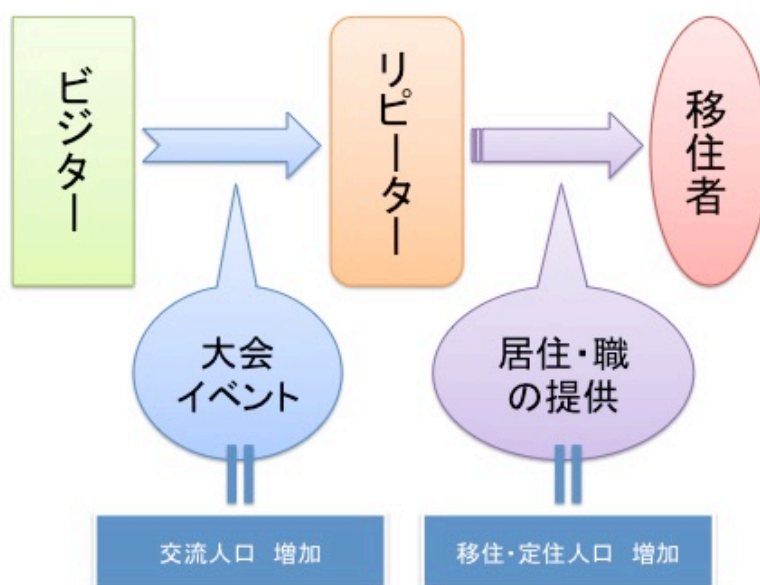 ビジター
リピーター
移住者
大会
イベント
居住・職
の提供
交流人口 増加
移住・定住人口 増加